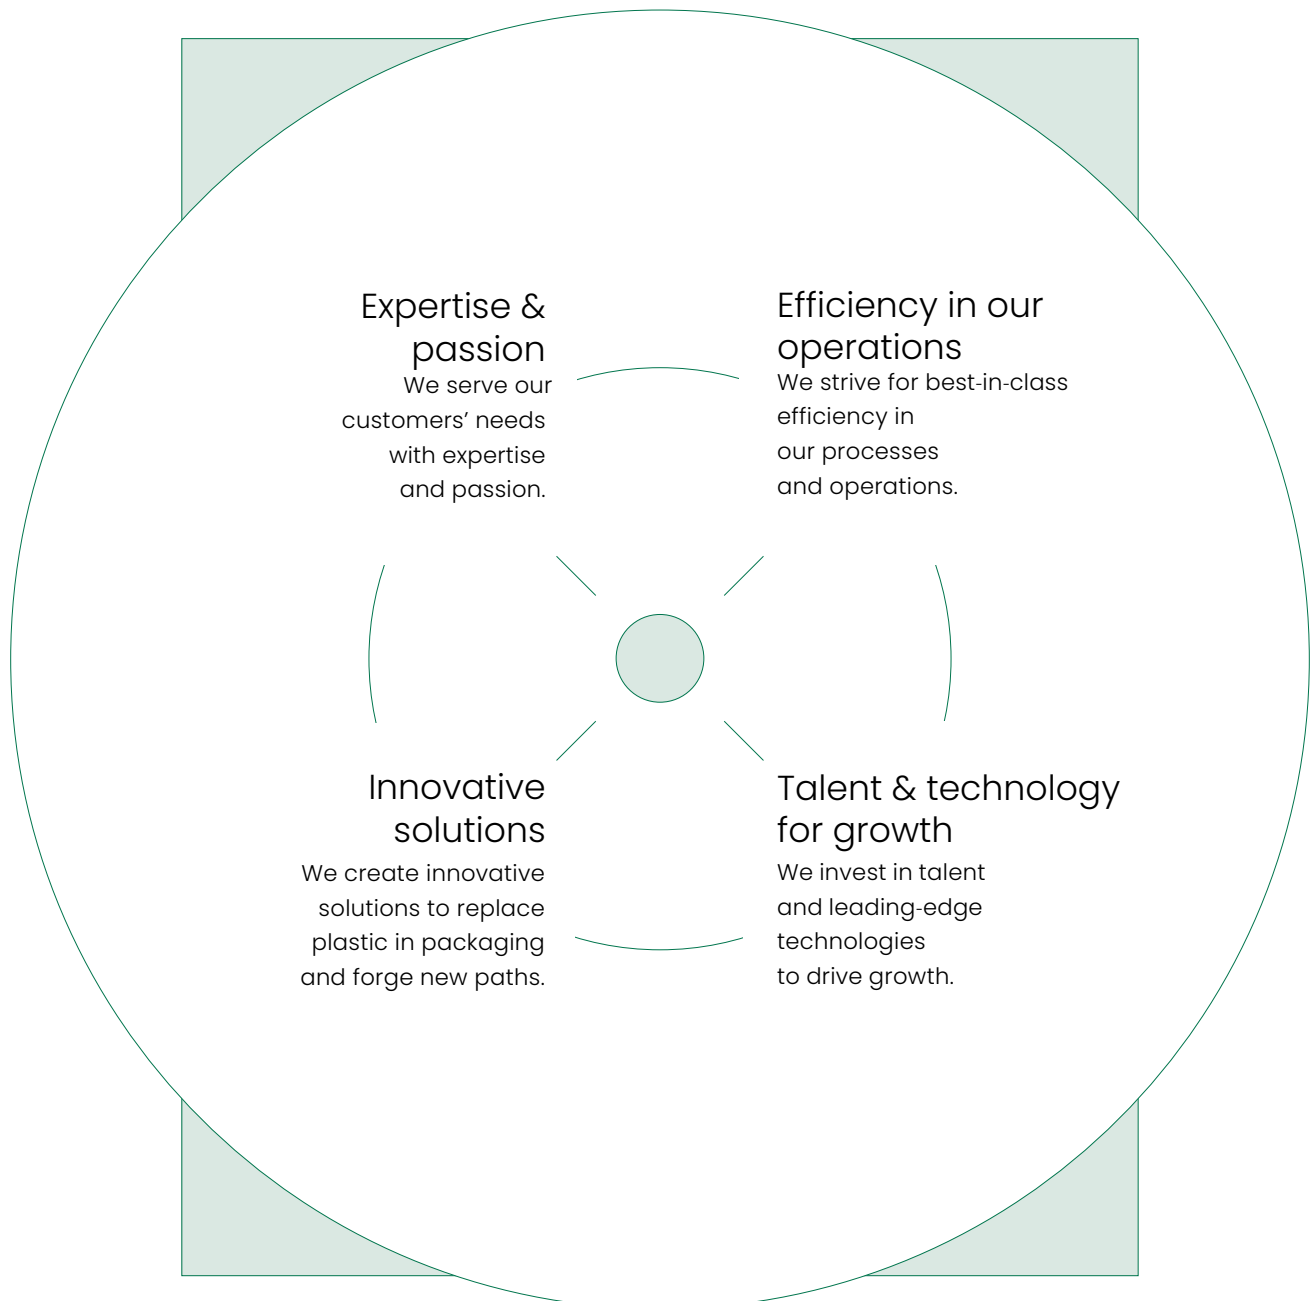 Expertise &
passion
We serve our
customers’ needs
with expertise
and passion.
Efficiency in our
operations
We strive for best-in-class
efficiency in
our processes
and operations.
Innovative
solutions
We create innovative
solutions to replace
plastic in packaging
and forge new paths.
Talent & technology
for growth
We invest in talent
and leading-edge
technologies
to drive growth.